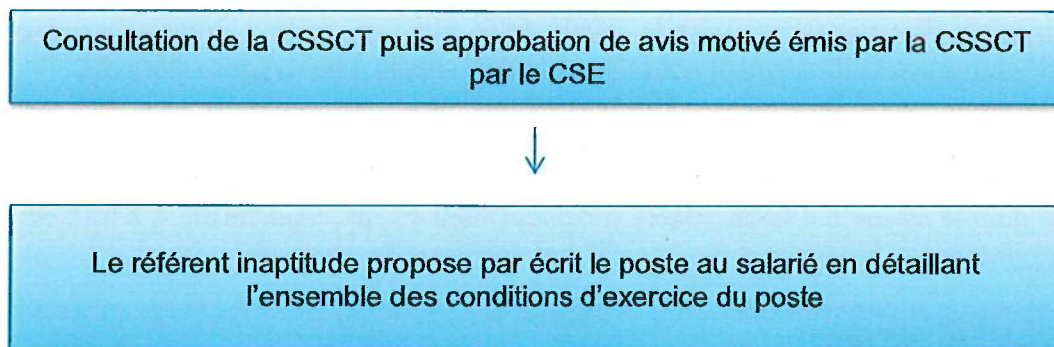 Consultation de la CSSCT puis approbation de avis motivé émis par la CSSCT
par le CSE
Le référent inaptitude propose par écrit le poste au salarié en détaillant
l'ensemble des conditions d'exercice du poste